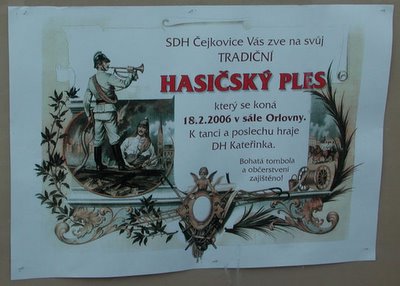 SDH Čejkovice Vás zve na svůj
TRADIČNÍ
HASIČSKÝ PLES
který se koná
18.2.2006 v sále Orlovny.
K tanci a poslechu hraje
DH Kateřinka.
Bohatá tombola
a občerstvení
zajištěno!